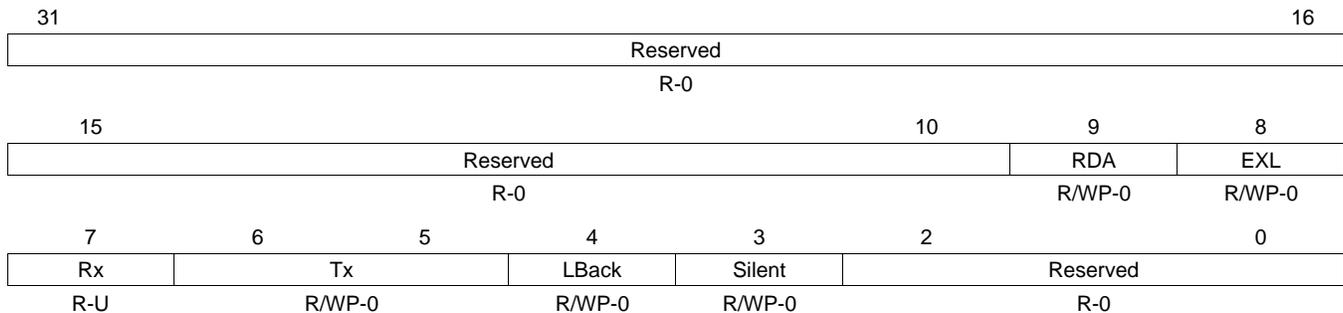 31 16
Reserved
R-0
15 10 9 8
Reserved RDA EXL
R-0 R/WP-0 R/WP-0
7 6 5 4 3 2 0
Rx Tx LBack Silent Reserved
R-U R/WP-0 R/WP-0 R/WP-0 R-0